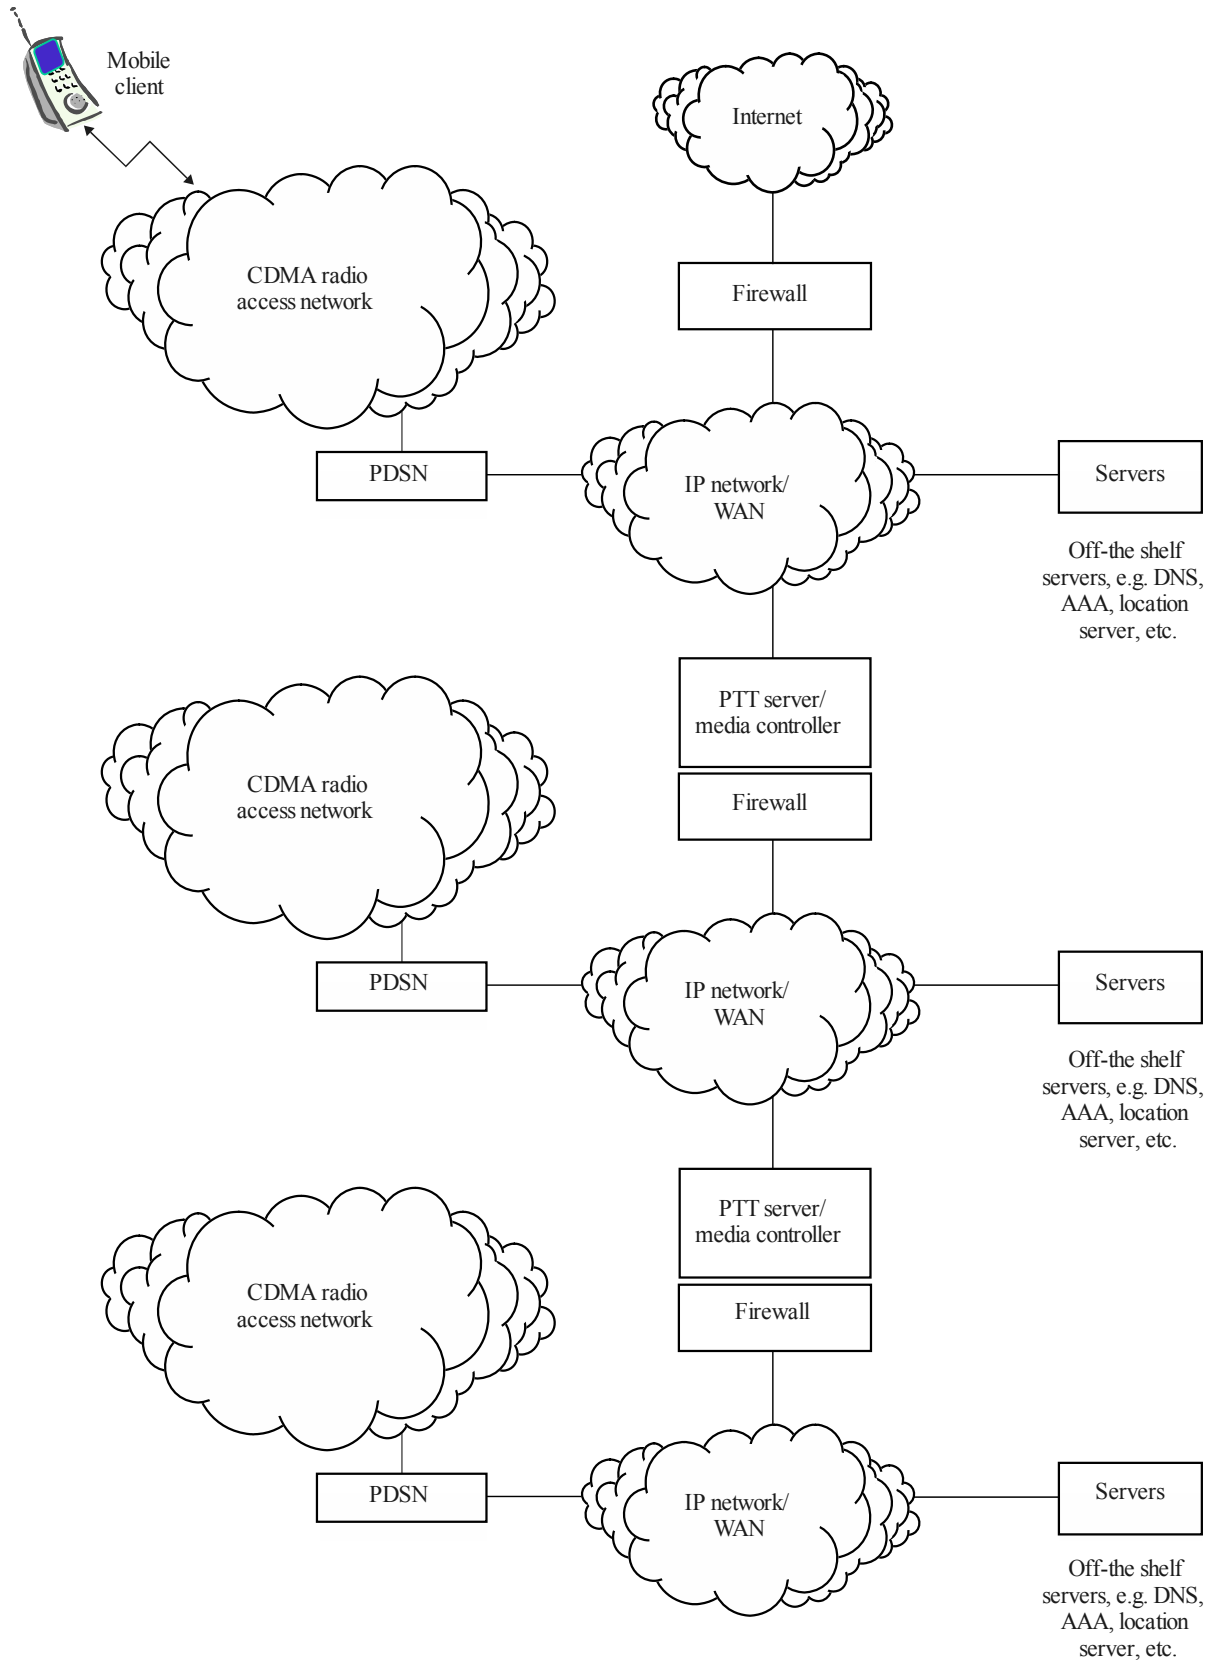 Mobile
client
Internet
CDMA radio
access network
Firewall
PDSN
IP network/
WAN
Servers
Off-the shelf
servers, e.g. DNS,
AAA, location
server, etc.
PTT server/
media controller
CDMA radio
access network
Firewall
PDSN
IP network/
WAN
Servers
Off-the shelf
servers, e.g. DNS,
AAA, location
server, etc.
PTT server/
media controller
CDMA radio
access network
Firewall
PDSN
IP network/
WAN
Servers
Off-the shelf
servers, e.g. DNS,
AAA, location
server, etc.